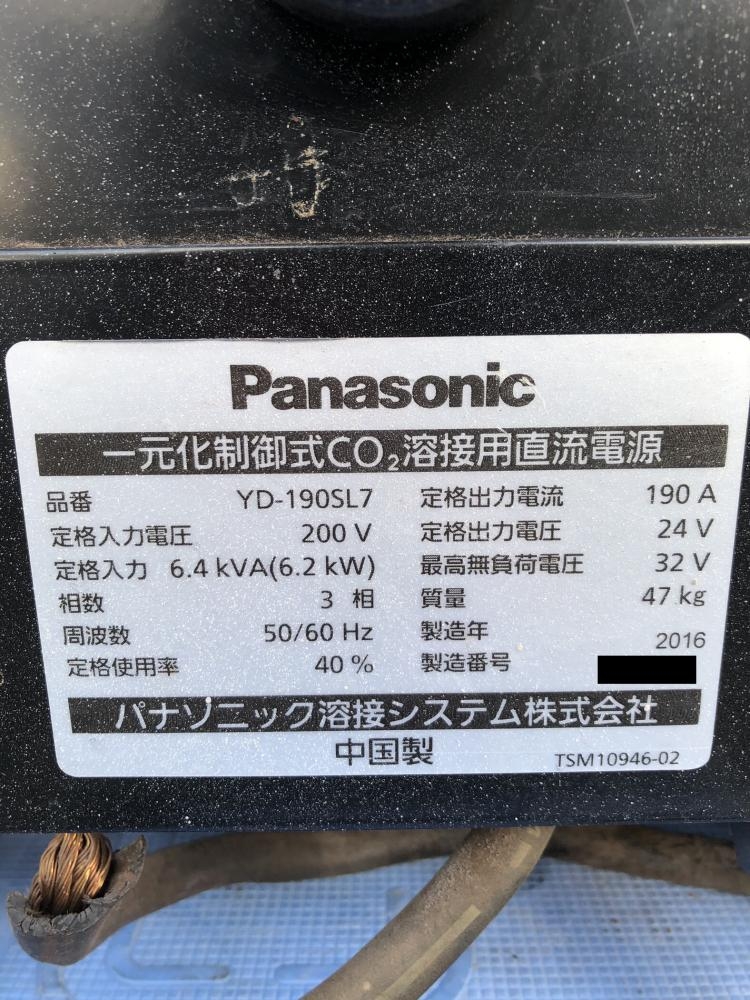 Panasonic
一元化制御式CO₂溶接用直流電源
品番 YD-190SL7 定格出力電流 190 A
定格入力電圧 200 V 定格出力電圧 24 V
定格入力 6.4 kVA(6.2 kW) 最高無負荷電圧 32 V
相数 3 相 質量 47 kg
周波数 50/60 Hz 製造年 2016
定格使用率 40 % 製造番号
パナソニック溶接システム株式会社
中国製 TSM10946-02